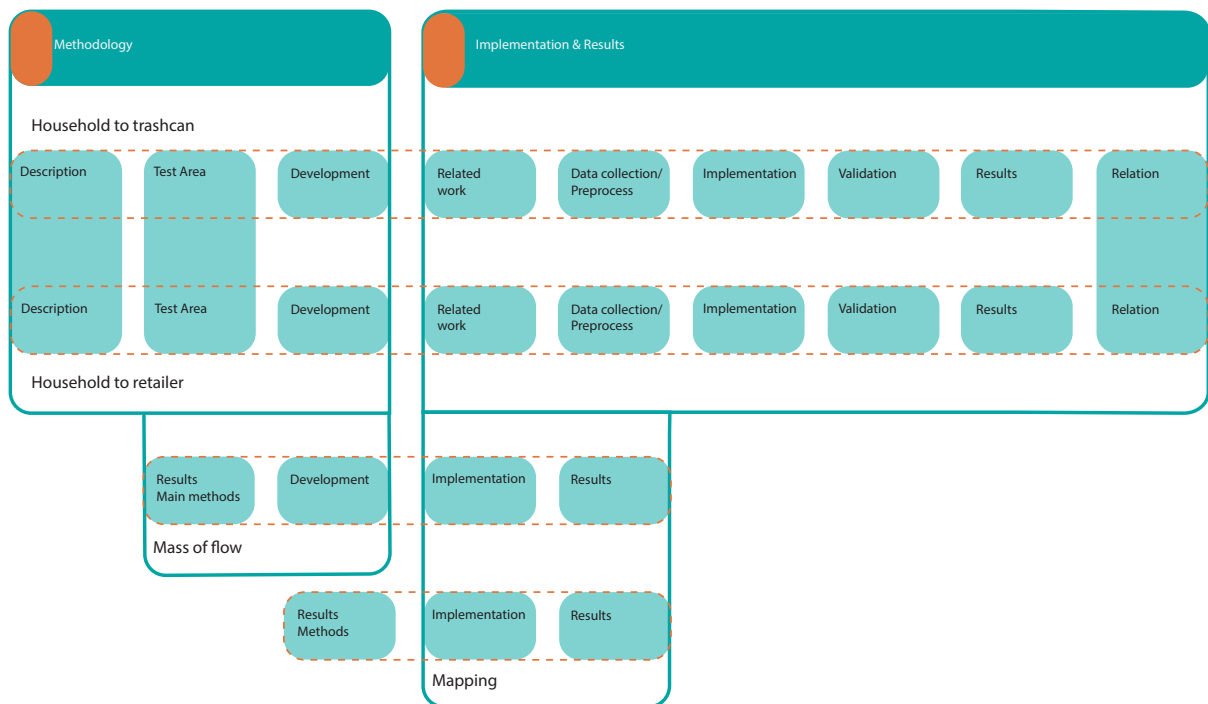 Methodology
Implementation & Results
Household to trashcan
Description
Test Area
Development
Related
work
Data collection/
Preprocess
Implementation
Validation
Results
Relation
Description
Test Area
Development
Related
work
Data collection/
Preprocess
Implementation
Validation
Results
Relation
Household to retailer
Results
Main methods
Development
Implementation
Results
Mass of flow
Results
Methods
Implementation
Results
Mapping